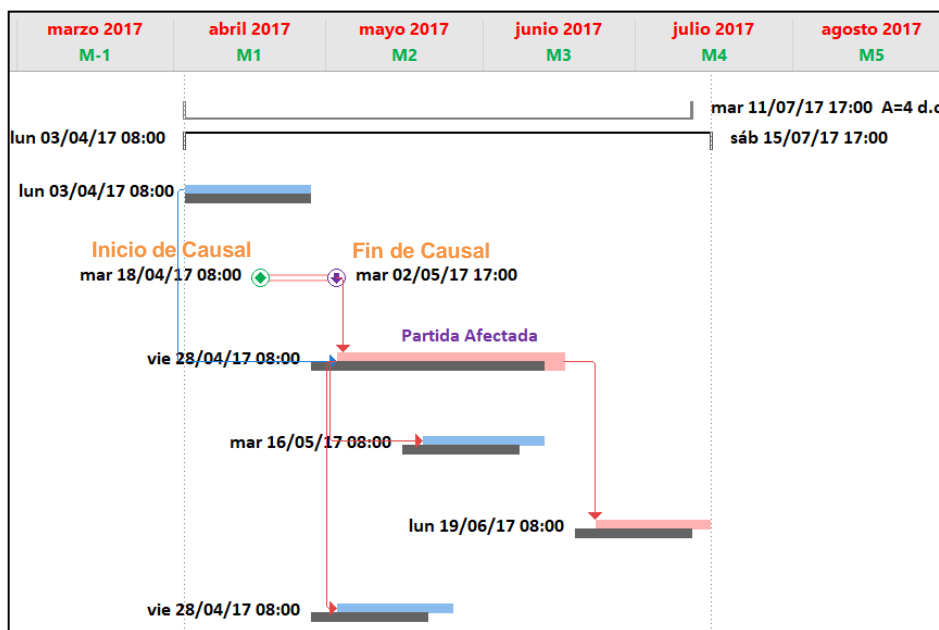 marzo 2017 abril 2017 mayo 2017 junio 2017 julio 2017 agosto 2017
M-1 M1 M2 M3 M4 M5
mar 11/07/17 17:00 A=4 d.c
lun 03/04/17 08:00 sáb 15/07/17 17:00
lun 03/04/17 08:00
Inicio de Causal Fin de Causal
mar 18/04/17 08:00 mar 02/05/17 17:00
Partida Afectada
vie 28/04/17 08:00
mar 16/05/17 08:00
lun 19/06/17 08:00
vie 28/04/17 08:00